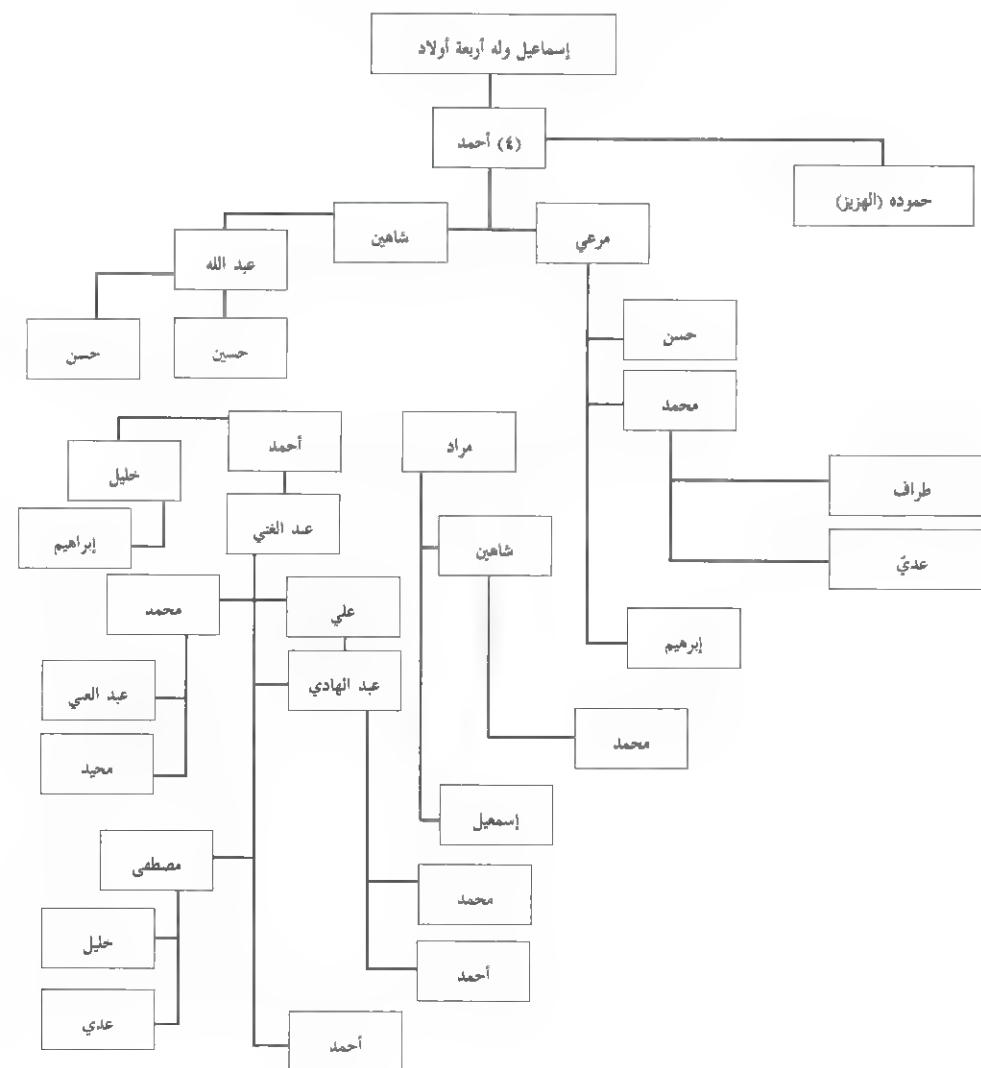 إسماعيل وله أربعة أولاد
(٤) أحمد
حموده (الهزيز)
مرعي
شاهين
عبد الله
حسن
حسين
حسن
محمد
طراف
عديّ
إبرهيم
مراد
شاهين
محمد
إسمعيل
أحمد
خليل
إبراهيم
عبد الغني
علي
محمد
عبد الهادي
عبد الغني
محيد
محمد
أحمد
مصطفى
خليل
عدي
أحمد